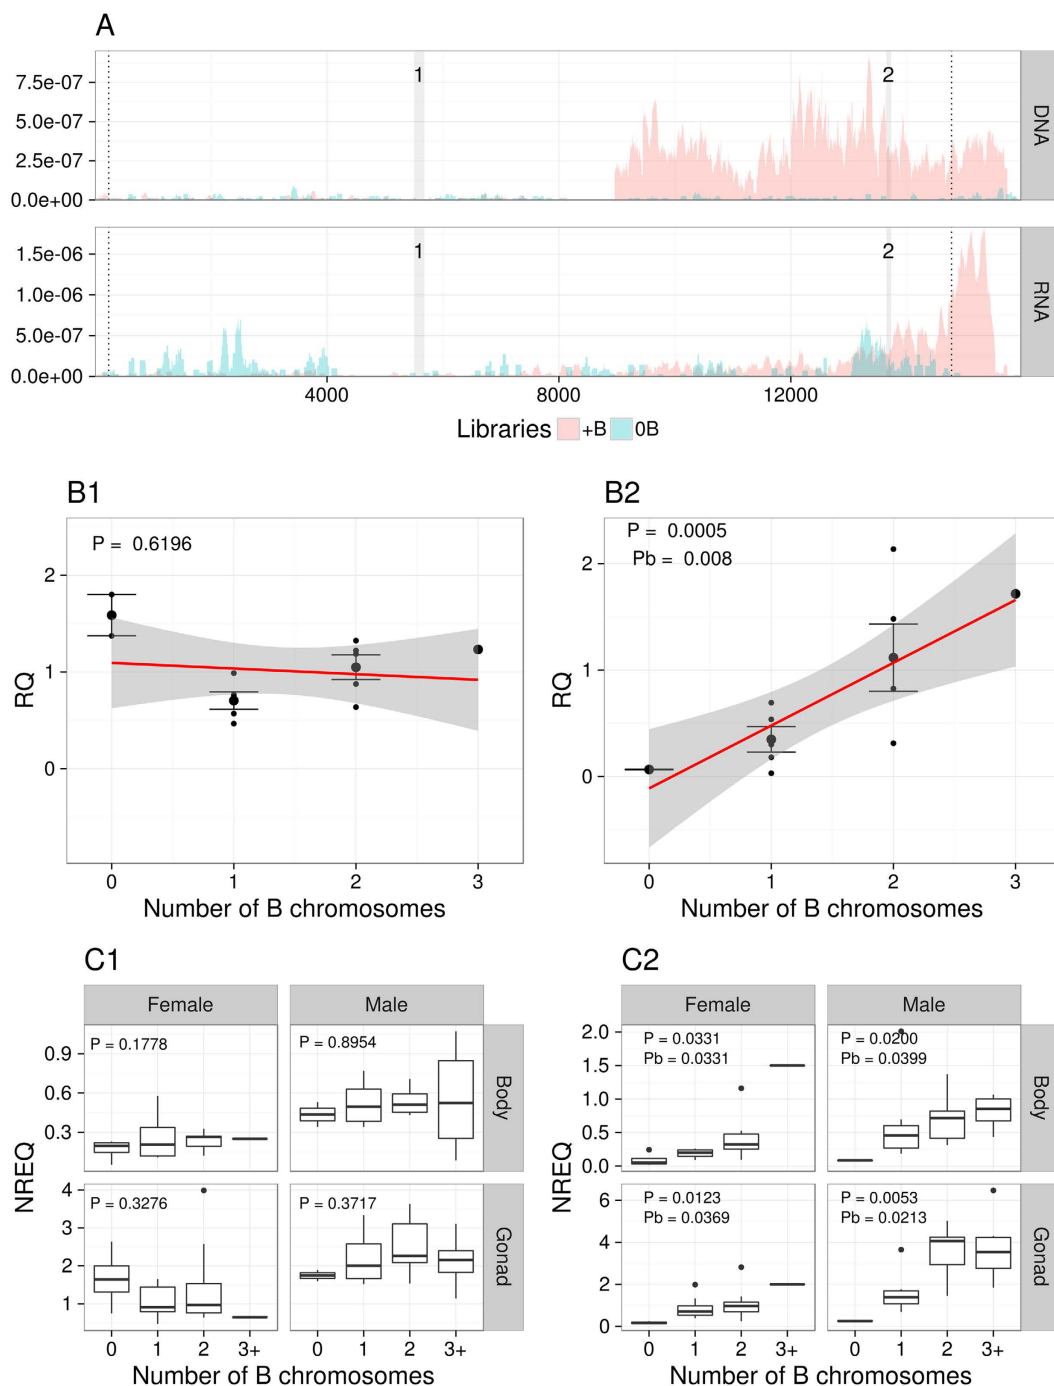 A
7.5e-07
5.0e-07
2.5e-07
0.0e+00
1
2
DNA
1.5e-06
1.0e-06
5.0e-07
0.0e+00
1
2
RNA
4000 8000 12000
Libraries +B 0B
B1
P = 0.6196
2
1
0
RQ
0 1 2 3
Number of B chromosomes
B2
P = 0.0005
Pb = 0.008
2
1
0
RQ
0 1 2 3
Number of B chromosomes
C1
Female Male
P = 0.1778
P = 0.8954
0.9
0.6
0.3
Body
P = 0.3276
P = 0.3717
4
3
2
1
Gonad
NREQ
0 1 2 3+ 0 1 2 3+
Number of B chromosomes
C2
Female Male
P = 0.0331
Pb = 0.0331
P = 0.0200
Pb = 0.0399
2.0
1.5
1.0
0.5
0.0
Body
P = 0.0123
Pb = 0.0369
P = 0.0053
Pb = 0.0213
6
4
2
0
Gonad
NREQ
0 1 2 3+ 0 1 2 3+
Number of B chromosomes